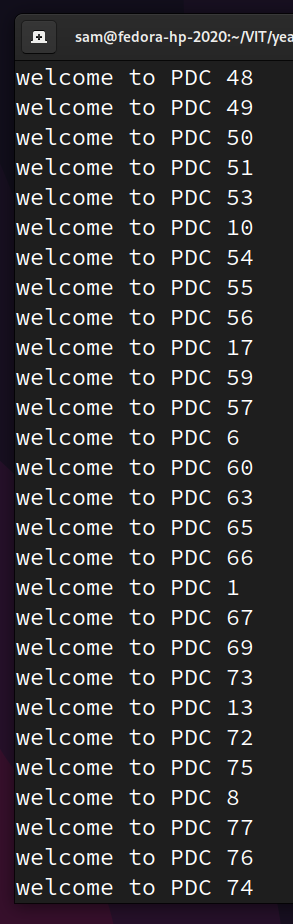 sam@fedora-hp-2020:~/VIT/yea
welcome to PDC 48
welcome to PDC 49
welcome to PDC 50
welcome to PDC 51
welcome to PDC 53
welcome to PDC 10
welcome to PDC 54
welcome to PDC 55
welcome to PDC 56
welcome to PDC 17
welcome to PDC 59
welcome to PDC 57
welcome to PDC 6
welcome to PDC 60
welcome to PDC 63
welcome to PDC 65
welcome to PDC 66
welcome to PDC 1
welcome to PDC 67
welcome to PDC 69
welcome to PDC 73
welcome to PDC 13
welcome to PDC 72
welcome to PDC 75
welcome to PDC 8
welcome to PDC 77
welcome to PDC 76
welcome to PDC 74